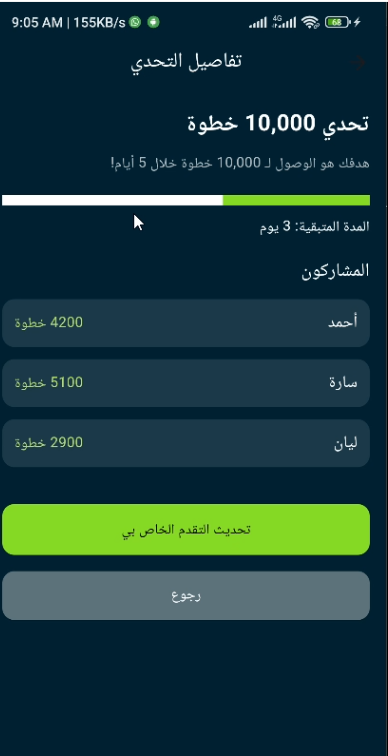 9:05 AM | 155KB/s 4G 68
تفاصيل التحدي
تحدي 10,000 خطوة
هدفك هو الوصول لـ 10,000 خطوة خلال 5 أيام!
المدة المتبقية: 3 يوم
المشاركون
أحمد 4200 خطوة
سارة 5100 خطوة
ليان 2900 خطوة
تحديث التقدم الخاص بي
رجوع